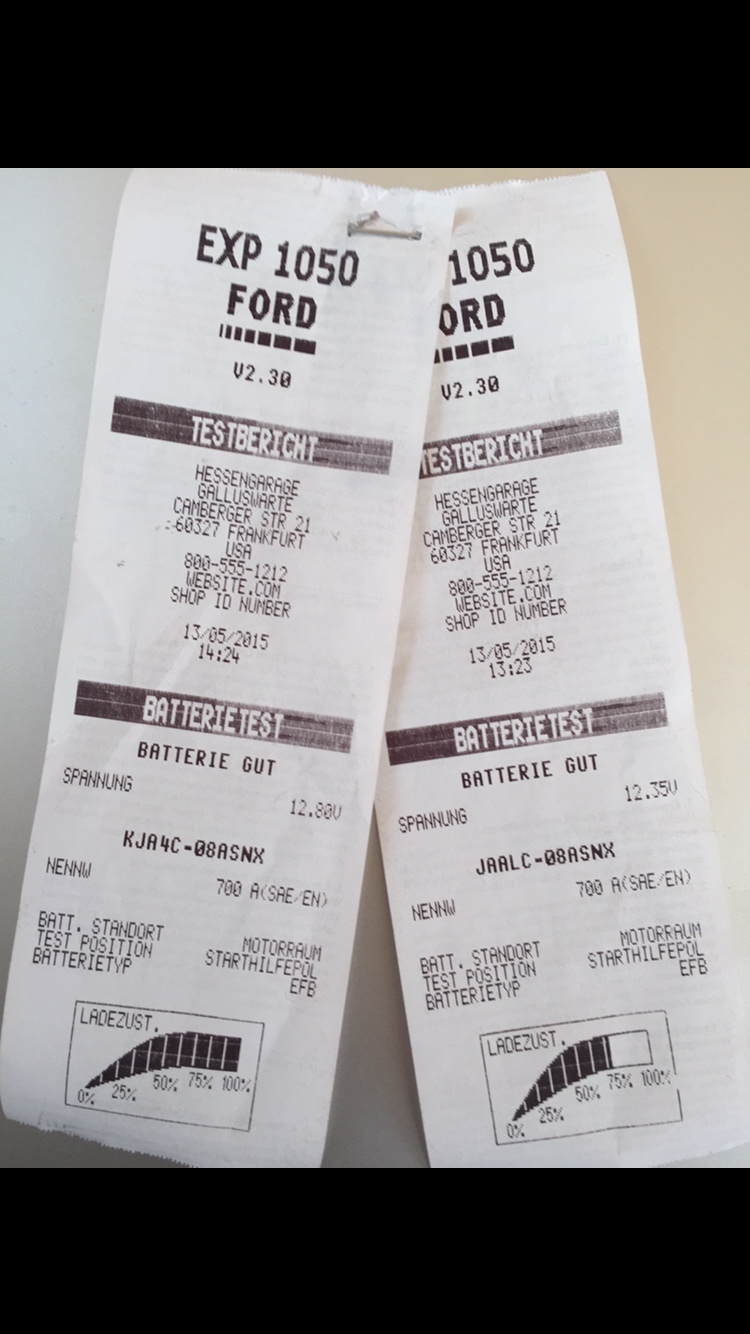 EXP 1050
FORD
V2.30
TESTBERICHT
HESSENGARAGE
GALLUSWARTE
CAMBERGER STR 21
60327 FRANKFURT
USA
800-555-1212
WEBSITE.COM
SHOP ID NUMBER
13/05/2015
14:24
BATTERIETEST
BATTERIE GUT
SPANNUNG 12.80V
KJA4C-08ASNX
NENNW 700 A(SAE/EN)
BATT. STANDORT MOTORRAUM
TEST POSITION STARTHILFEPOL
BATTERIETYP EFB
LADEZUST.
0% 25% 50% 75% 100%
1050
ORD
V2.30
TESTBERICHT
HESSENGARAGE
GALLUSWARTE
CAMBERGER STR 21
60327 FRANKFURT
USA
800-555-1212
WEBSITE.COM
SHOP ID NUMBER
13/05/2015
13:23
BATTERIETEST
BATTERIE GUT
SPANNUNG 12.35V
JAALC-08ASNX
NENNW 700 A(SAE/EN)
BATT. STANDORT MOTORRAUM
TEST POSITION STARTHILFEPOL
BATTERIETYP EFB
LADEZUST.
0% 25% 50% 75% 100%